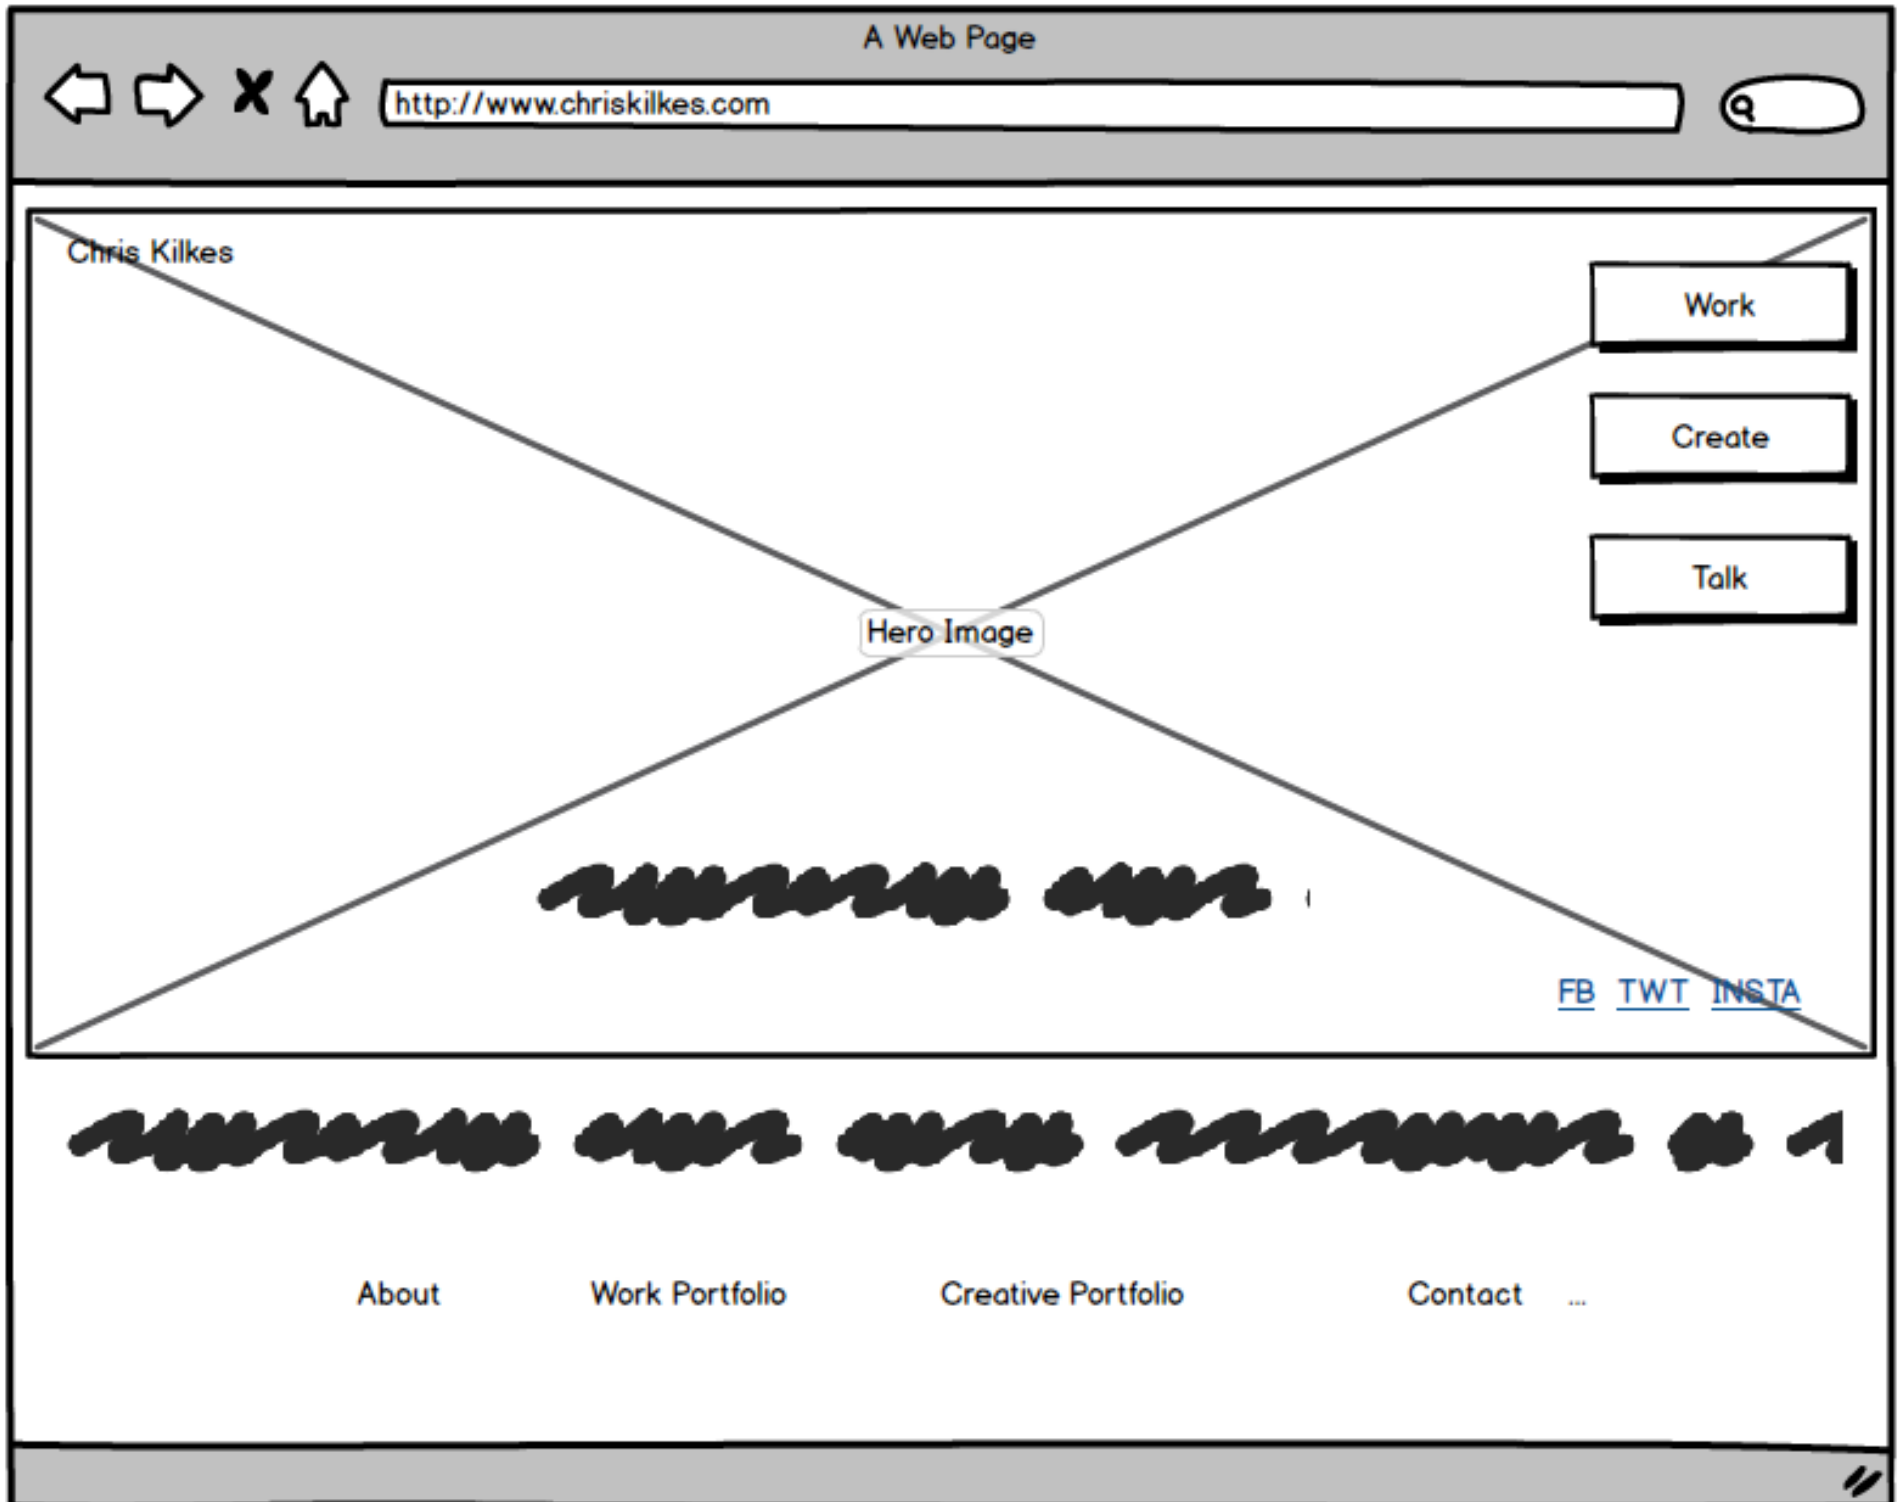 A Web Page
http://www.chriskilkes.com
Chris Kilkes
Work
Create
Talk
Hero Image
FB TWT INSTA
About Work Portfolio Creative Portfolio Contact ...